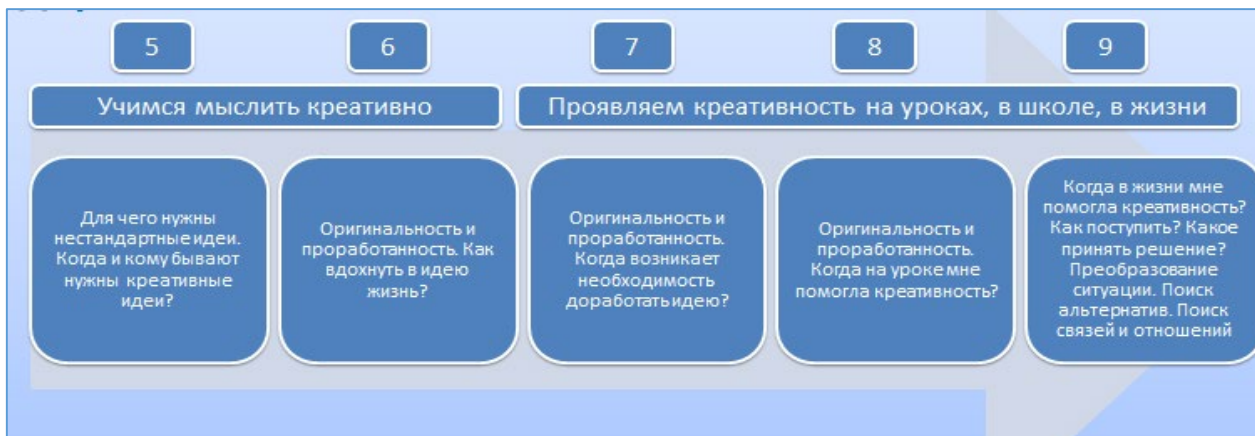 5
6
7
8
9
Учимся мыслить креативно
Проявляем креативность на уроках, в школе, в жизни
Для чего нужны
нестандартные идеи.
Когда и кому бывают
нужны креативные
идеи?
Оригинальность и
проработанность. Как
вдохнуть в идею
жизнь?
Оригинальность и
проработанность.
Когда возникает
необходимость
доработать идею?
Оригинальность и
проработанность.
Когда на уроке мне
помогла креативность?
Когда в жизни мне
помогла креативность?
Как поступить? Какое
принять решение?
Преобразование
ситуации. Поиск
альтернатив. Поиск
связей и отношений